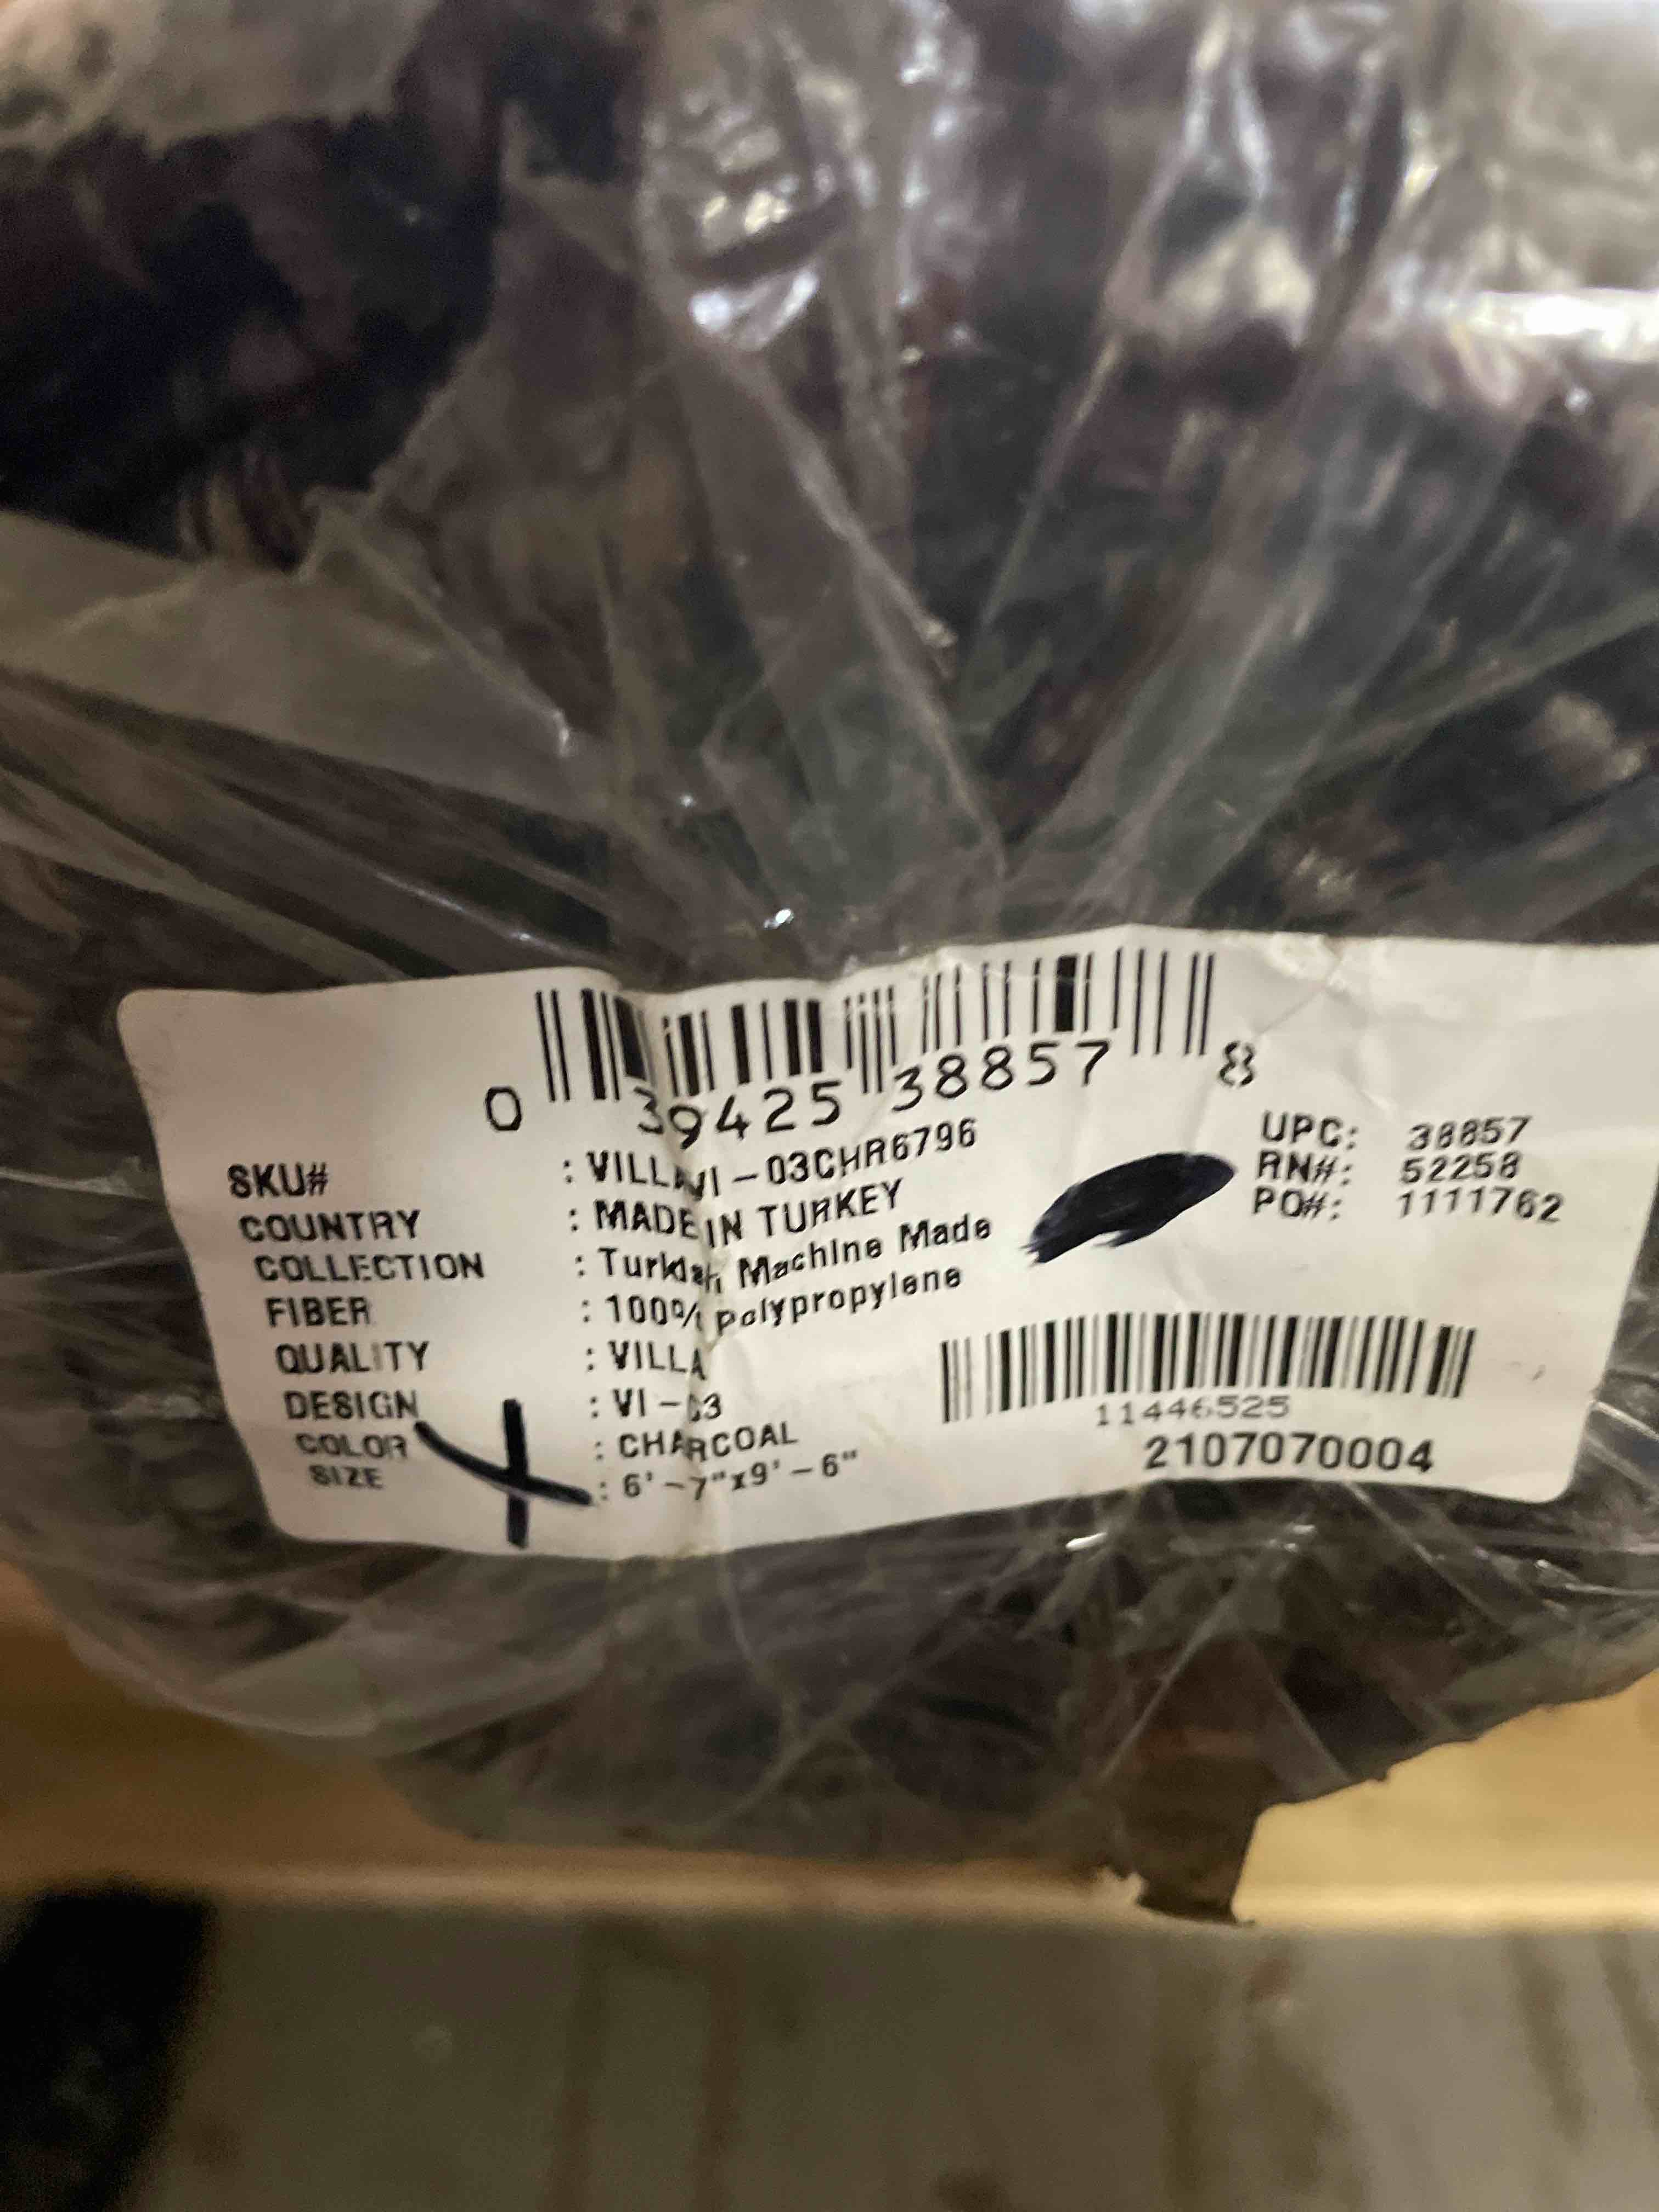 0 39425 38857 8
SKU# : VILLAVI-03CHR6796
COUNTRY : MADE IN TURKEY
COLLECTION : Turkish Machine Made
FIBER : 100% Polypropylene
QUALITY : VILLA
DESIGN : VI-03
COLOR : CHARCOAL
SIZE : 6'-7"x9'-6"
UPC: 38857
RN#: 52258
PO#: 1111762
11446525
2107070004